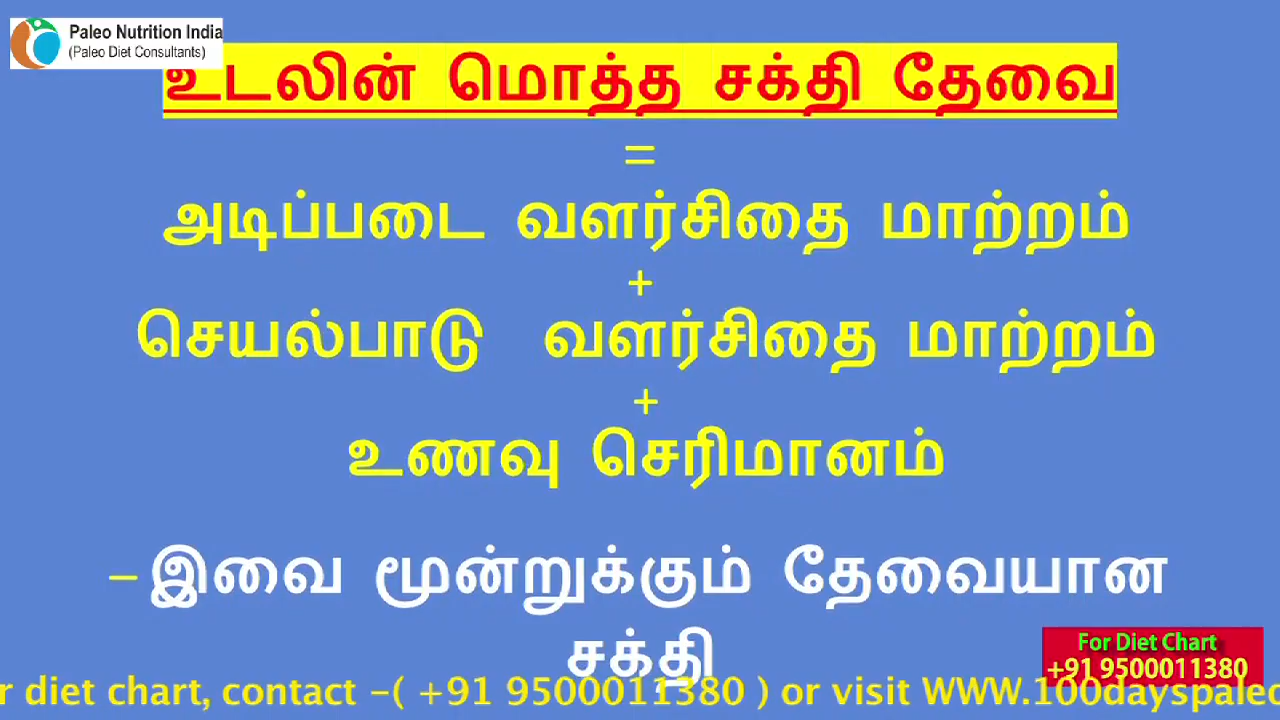 Paleo Nutrition India
(Paleo Diet Consultants)
உடலின் மொத்த சக்தி தேவை
=
அடிப்படை வளர்சிதை மாற்றம்
+
செயல்பாடு வளர்சிதை மாற்றம்
+
உணவு செரிமானம்
–இவை மூன்றுக்கும் தேவையான
சக்தி
For Diet Chart
+91 9500011380
r diet chart, contact –( +91 9500011380 ) or visit WWW.100dayspaleo